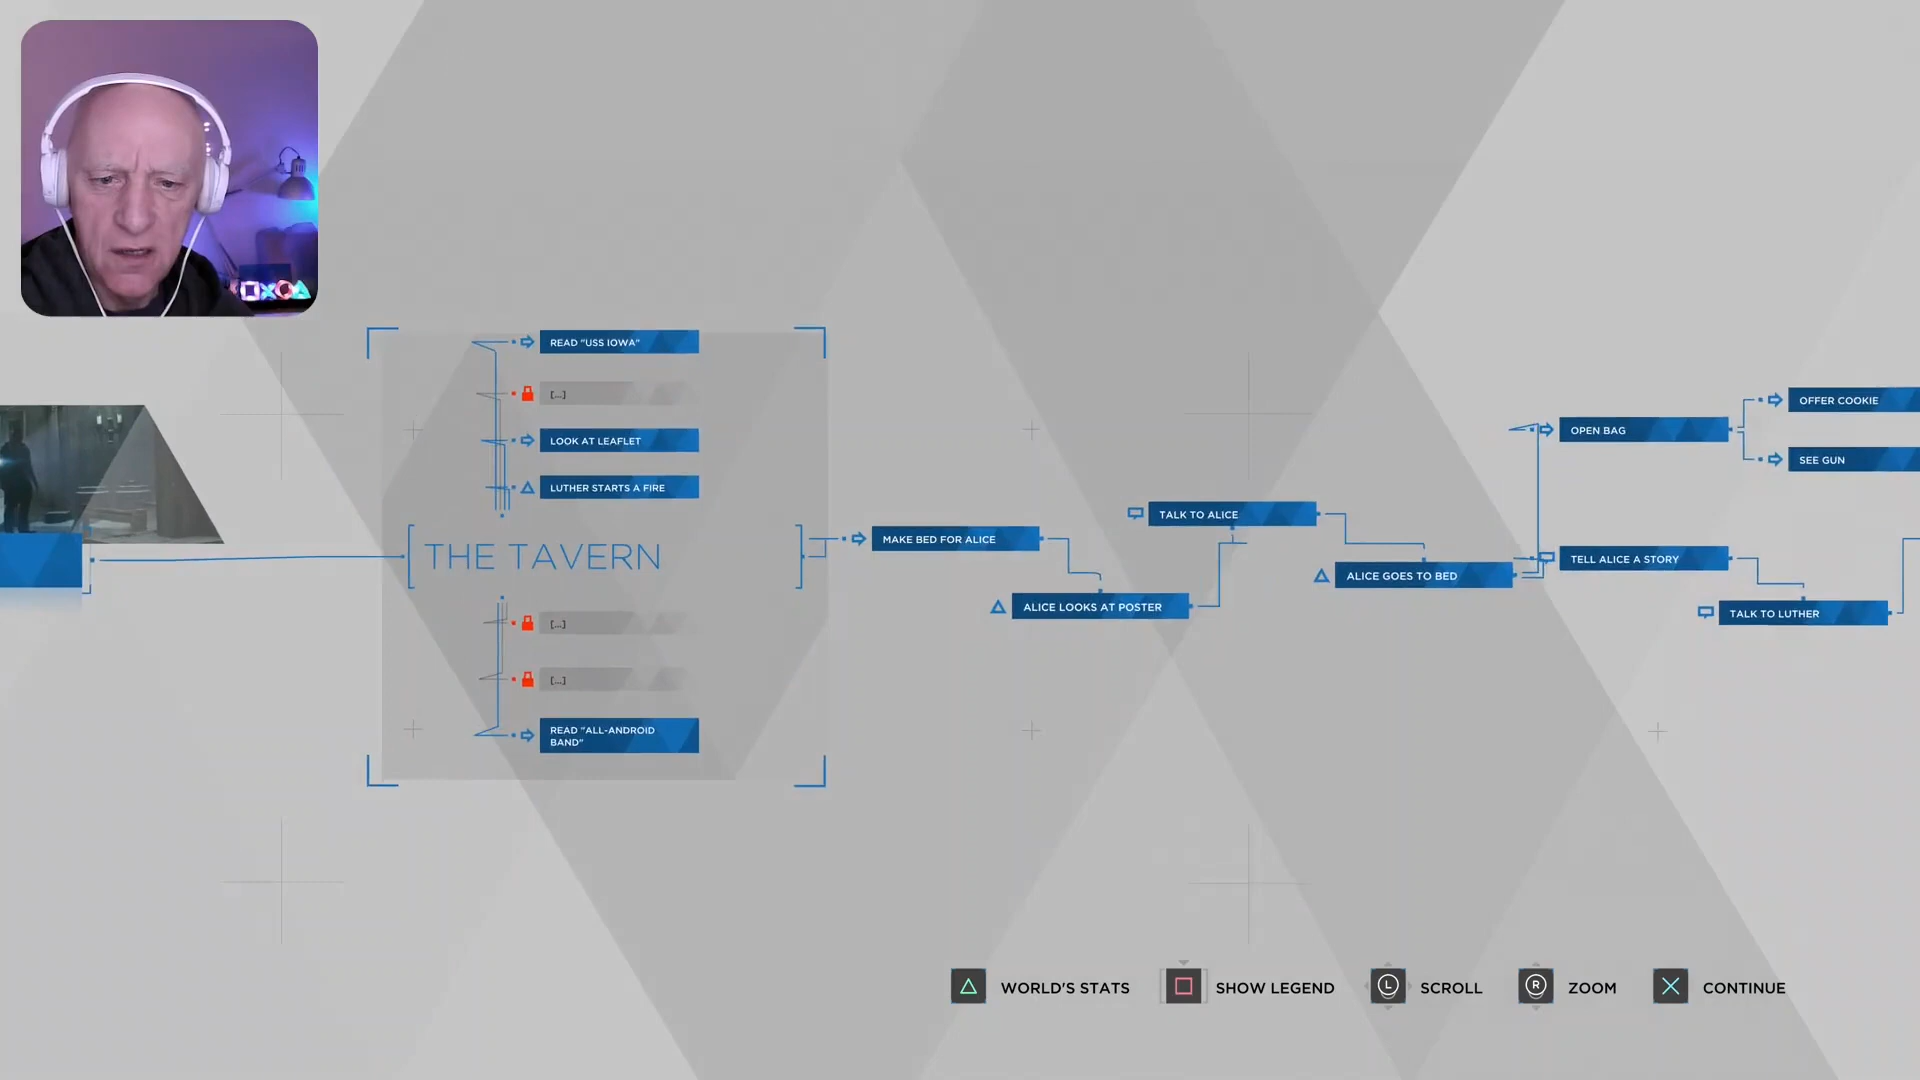 READ "USS IOWA"
[...]
LOOK AT LEAFLET
LUTHER STARTS A FIRE
THE TAVERN
[...]
[...]
READ "ALL-ANDROID
BAND"
MAKE BED FOR ALICE
ALICE LOOKS AT POSTER
TALK TO ALICE
ALICE GOES TO BED
OPEN BAG
OFFER COOKIE
SEE GUN
TELL ALICE A STORY
TALK TO LUTHER
WORLD'S STATS
SHOW LEGEND
L
SCROLL
R
ZOOM
CONTINUE